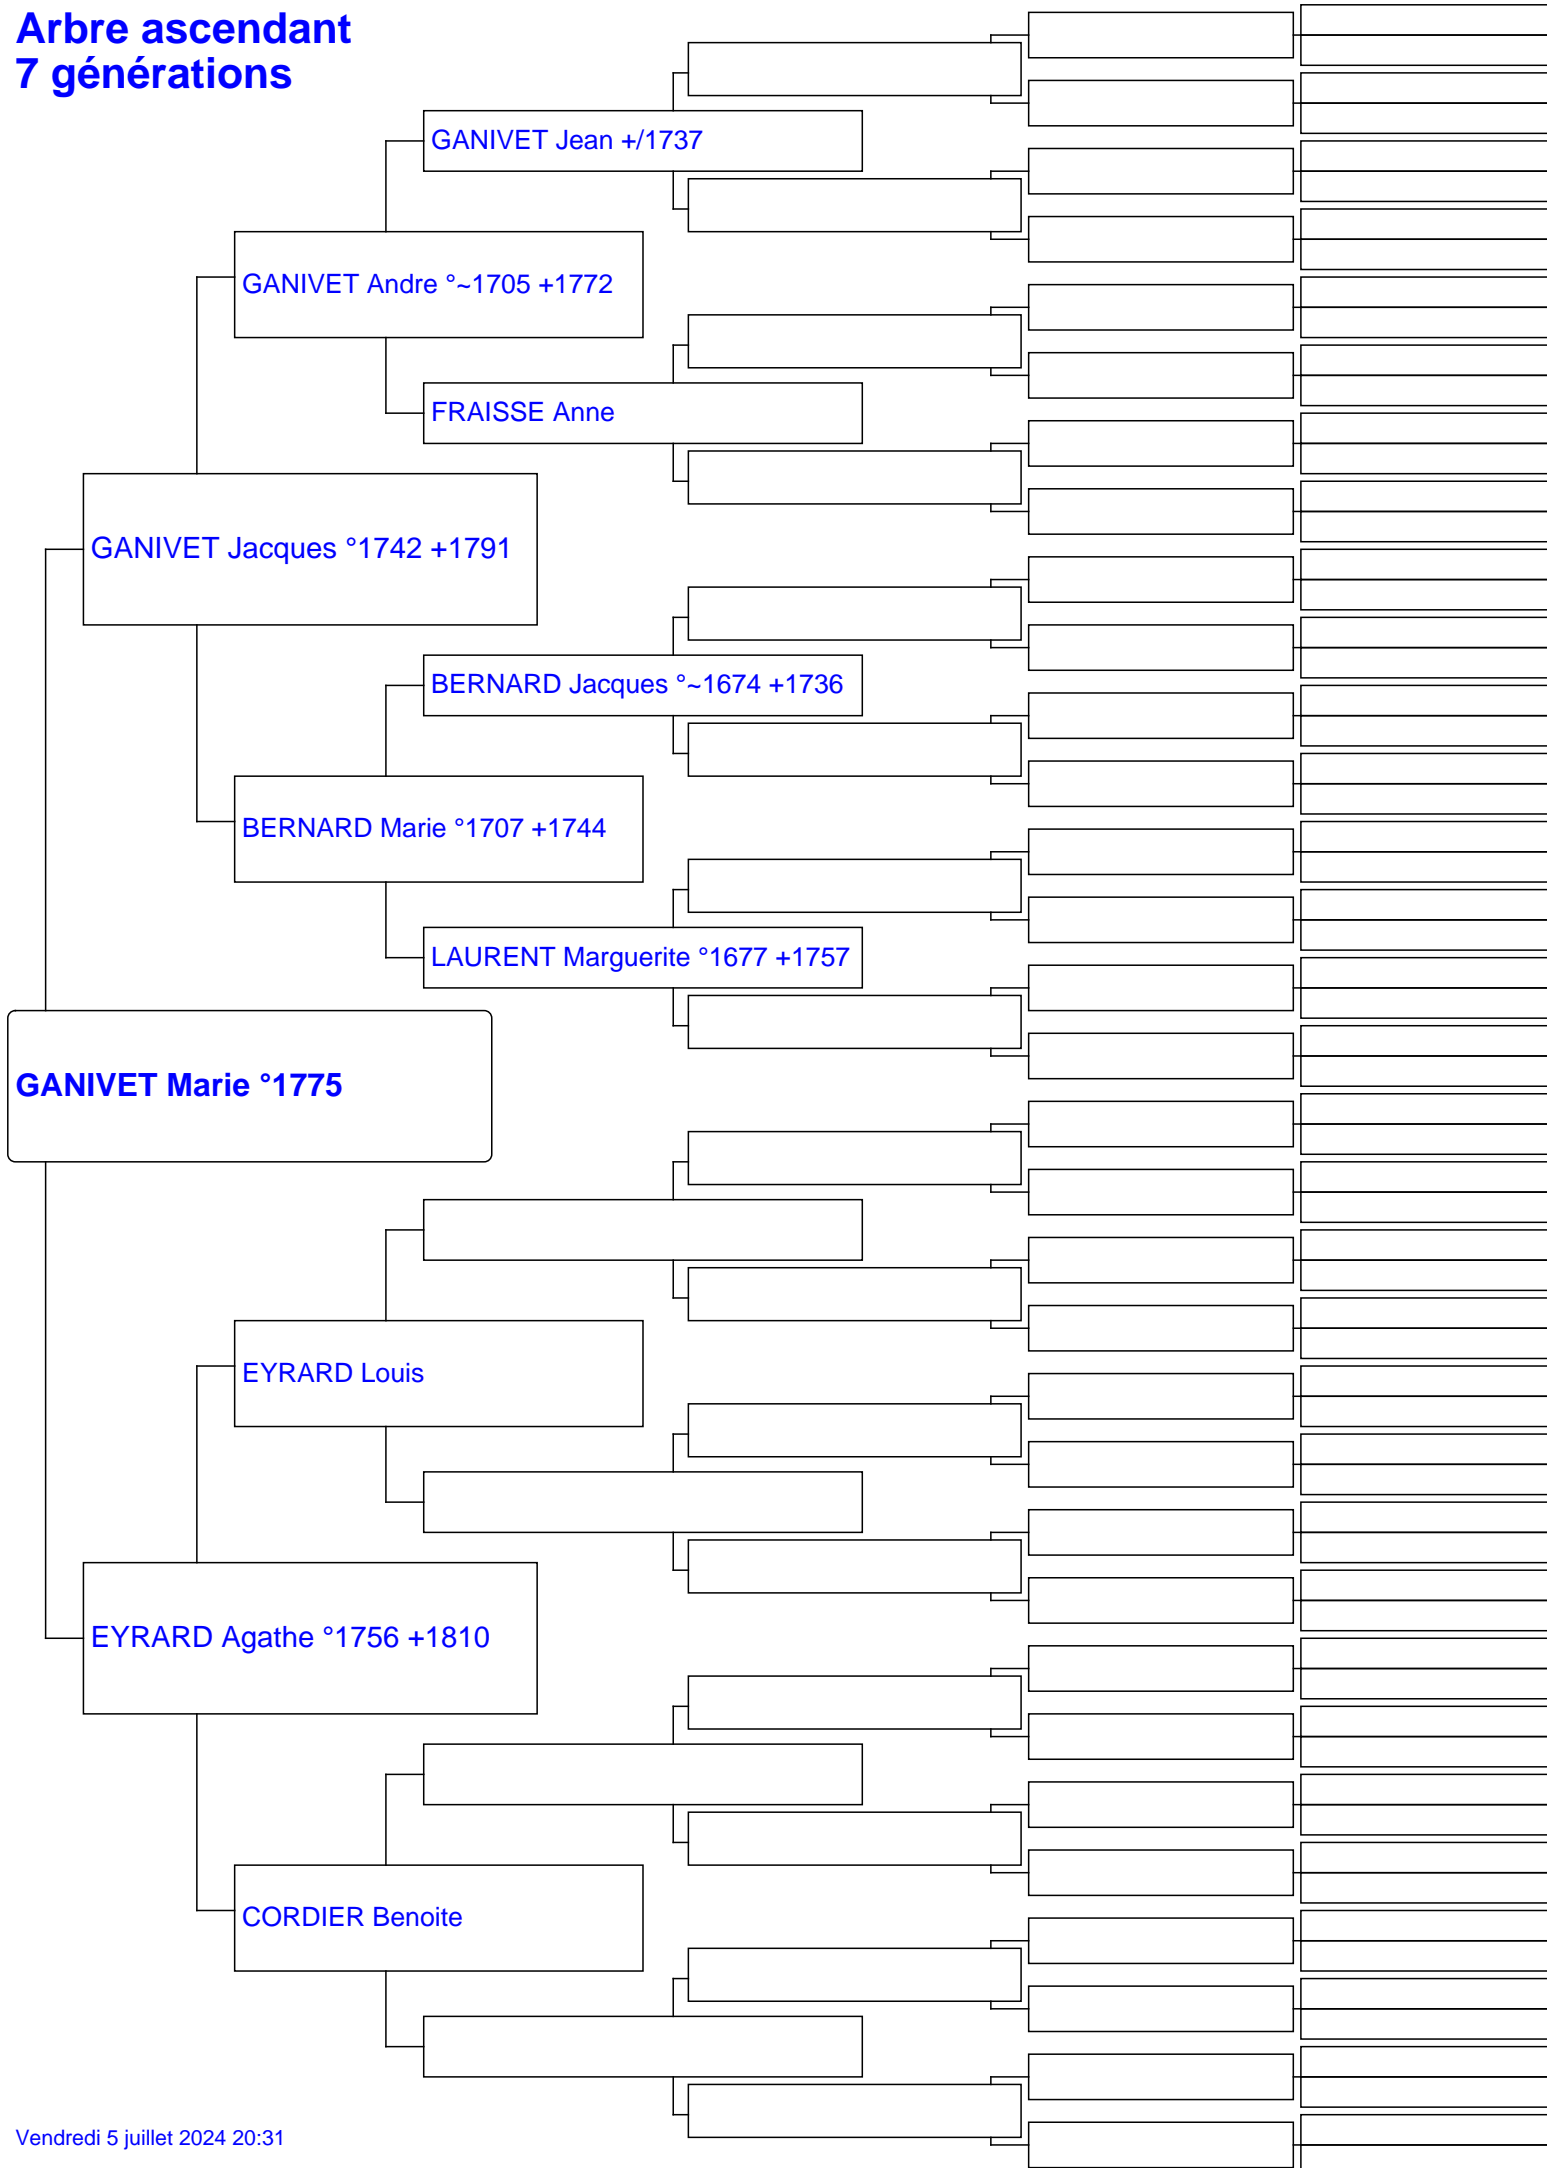 Arbre ascendant
7 générations
GANIVET Jean +/1737
GANIVET Andre °~1705 +1772
FRAISSE Anne
GANIVET Jacques °1742 +1791
BERNARD Jacques °~1674 +1736
BERNARD Marie °1707 +1744
LAURENT Marguerite °1677 +1757
GANIVET Marie °1775
EYRARD Louis
EYRARD Agathe °1756 +1810
CORDIER Benoite
Vendredi 5 juillet 2024 20:31